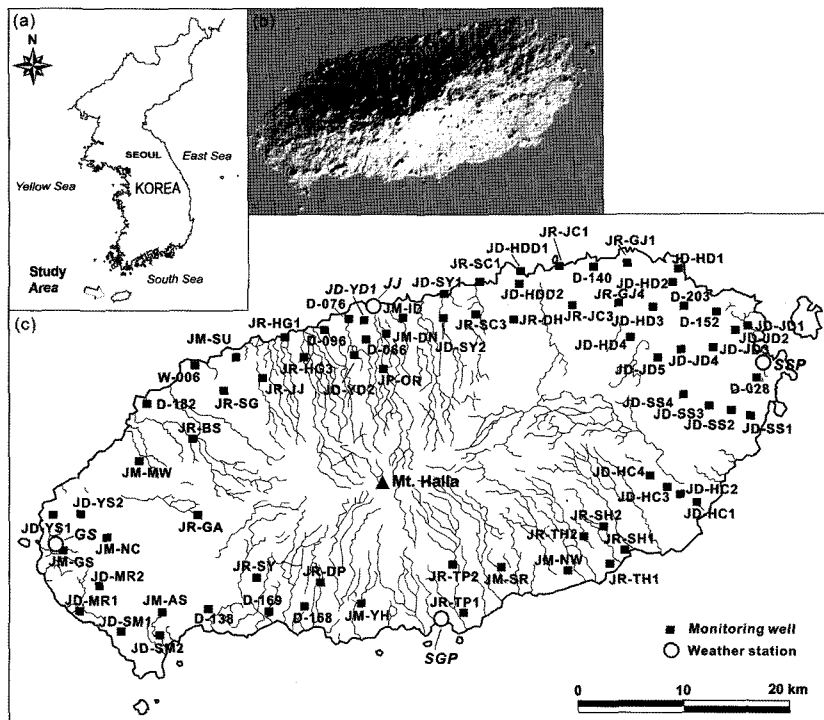 (a)
N
SEOUL
East Sea
Yellow Sea
KOREA
South Sea
Study
Area
(b)
(c)
JR-JC1
JR-GJ1
JD-HDD1
JD-HD1
JR-SC1
D-140
JD-HD2
JD-YD1
JJ
JD-SY1
JD-HDD2
JR-GJ4
D-203
D-076
JM-ID
JR-SC3
JR-DH
JR-JC3
JD-HD3
D-152
JR-HG1
JD-JD1
JM-SU
D-096
JM-DN
JD-SY2
JD-HD4
JD-JD2
D-066
JD-JD3
JD-JD4
JR-HG3
JD-JD5
SSP
W-006
JR-JJ
JD-YD2
JR-OR
D-028
JR-SG
D-182
JD-SS4
JD-SS3
JD-SS2
JD-SS1
JR-BS
JM-MW
JD-HC4
Mt. Halla
JD-HC3
JD-HC2
JD-YS2
JD-HC1
JD-YS1
JR-GA
JR-SH2
GS
JR-TH2
JM-NC
JR-SH1
JM-GS
JR-SY
JR-DP
JM-NW
JD-MR2
JR-TP2
JM-SR
JR-TH1
JD-MR1
JM-AS
D-169
JR-TP1
JD-SM1
D-138
D-168
JM-YH
JD-SM2
SGP
Monitoring well
Weather station
0 10 20 km